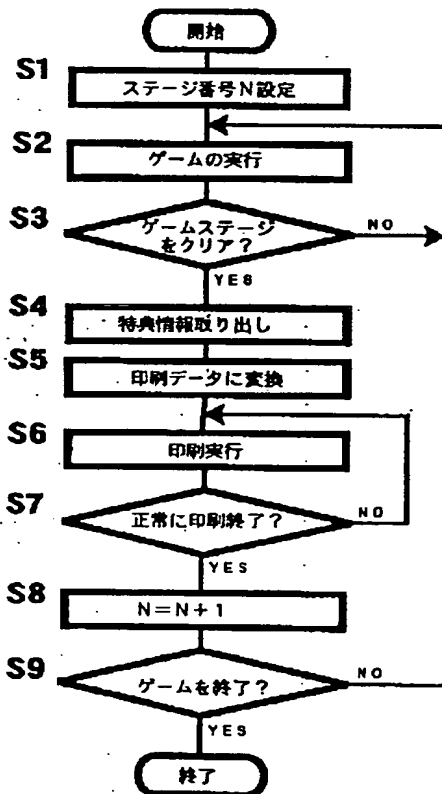 開始
S1
ステージ番号N設定
S2
ゲームの実行
S3
ゲームステージ
をクリア?
NO
YES
S4
特典情報取り出し
S5
印刷データに変換
S6
印刷実行
S7
正常に印刷終了?
NO
YES
S8
N=N+1
S9
ゲームを終了?
NO
YES
終了